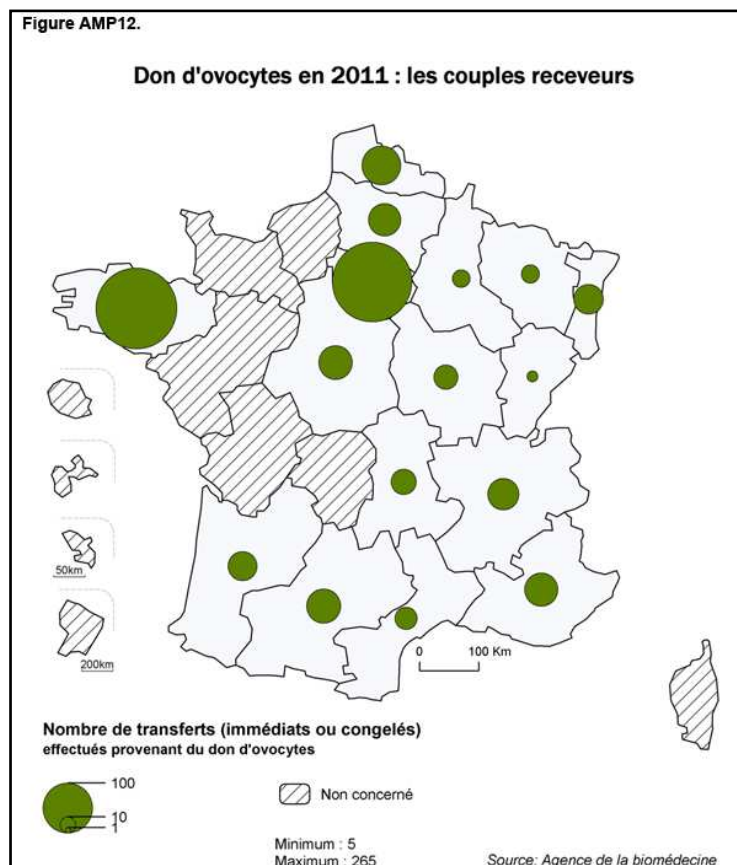 Figure AMP12.
Don d'ovocytes en 2011 : les couples receveurs
50km
200km
0 100 Km
Nombre de transferts (immédiats ou congelés)
effectués provenant du don d'ovocytes
100
10
1
Non concerné
Minimum : 5
Maximum : 265
Source: Agence de la biomédecine